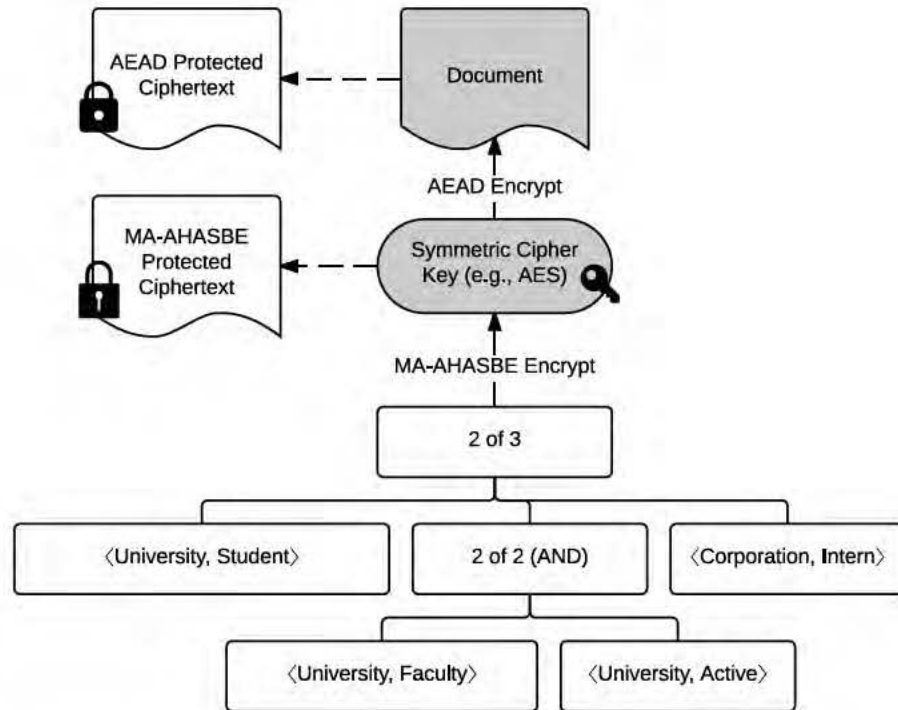 AEAD Protected
Ciphertext
Document
AEAD Encrypt
MA-AHASBE
Protected
Ciphertext
Symmetric Cipher
Key (e.g., AES)
MA-AHASBE Encrypt
2 of 3
〈University, Student〉
2 of 2 (AND)
〈Corporation, Intern〉
〈University, Faculty〉
〈University, Active〉